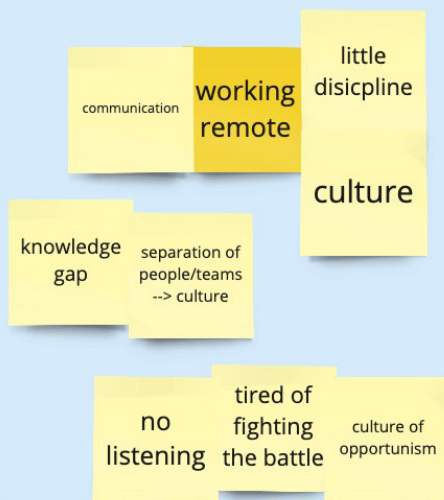 communication
working
remote
little
disicpline
culture
knowledge
gap
separation of
people/teams
--> culture
no
listening
tired of
fighting
the battle
culture of
opportunism